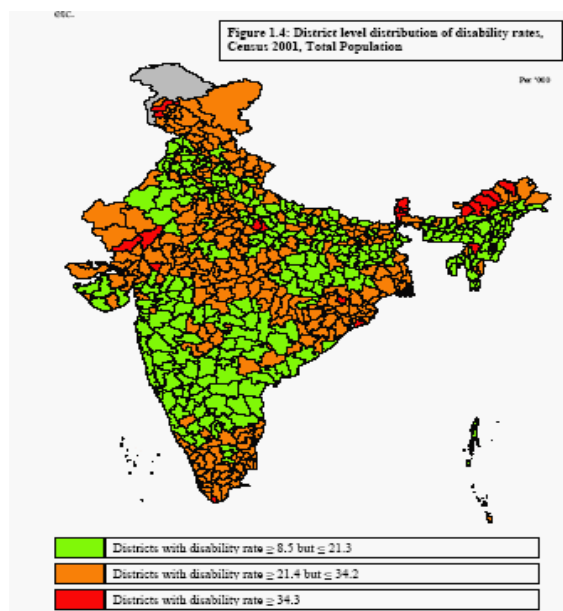 etc.
Figure 1.4: District level distribution of disability rates,
Census 2001, Total Population
Per '000
Districts with disability rate ≧ 8.5 but ≦ 21.3
Districts with disability rate ≧ 21.4 but ≦ 34.2
Districts with disability rate ≧ 34.3